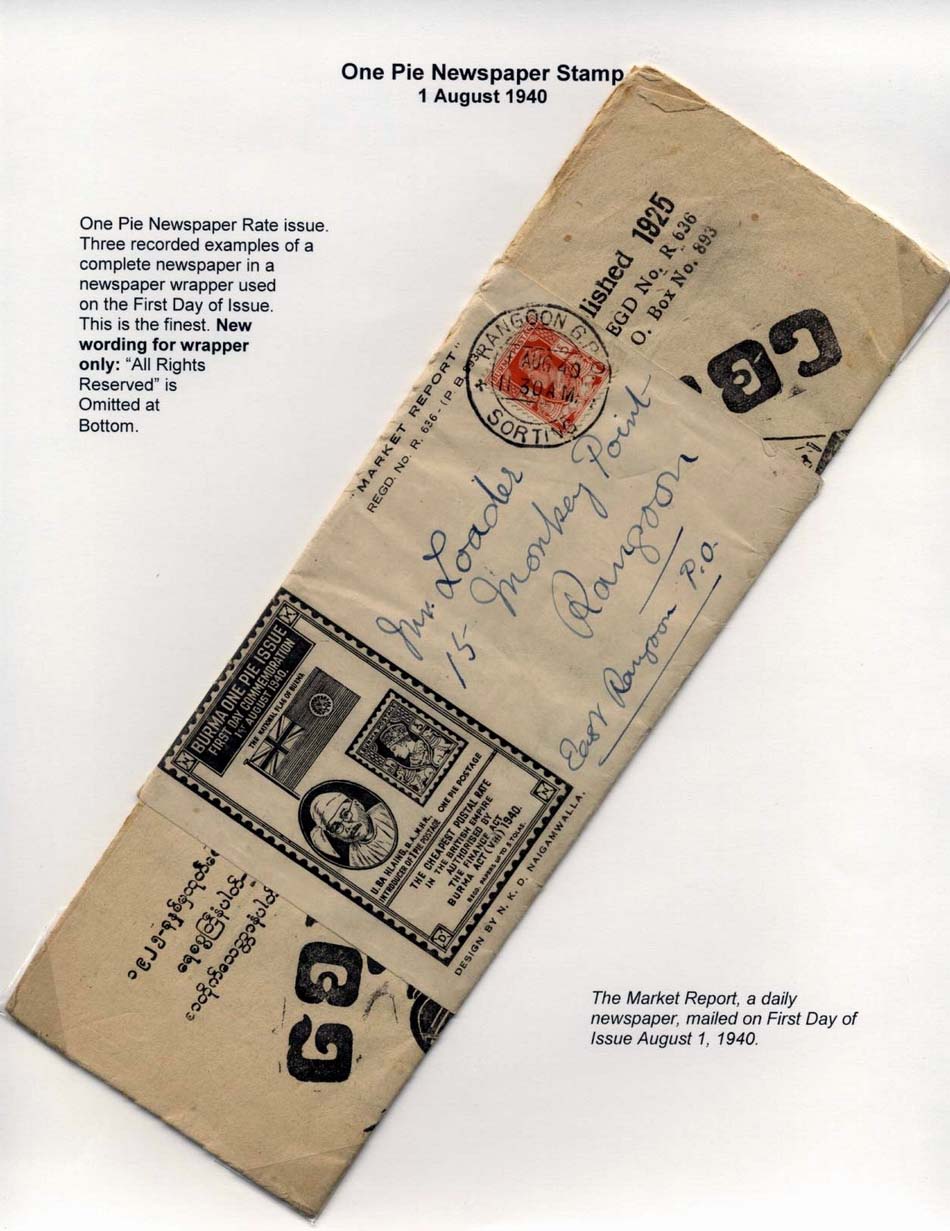 One Pie Newspaper Stamp
1 August 1940
One Pie Newspaper Rate issue.
Three recorded examples of a
complete newspaper in a
newspaper wrapper used
on the First Day of Issue.
This is the finest. New
wording for wrapper
only: “All Rights
Reserved” is
Omitted at
Bottom.
lished 1925
EGD No. R 636
O. Box No. 893
RANGOON G.P.O.
AUG 40
11 30 A M.
SORTING
"MARKET REPORT"
REGD. No. R. 636 - (P. B. 893)
Mr. Loader
15 Monkey Point
Rangoon
East Rangoon P.O.
BURMA ONE PIE ISSUE
FIRST DAY COMMEMORATION
1ST AUGUST 1940.
THE NATIONAL FLAG OF BURMA
ONE PIE POSTAGE
U. BA HLAING, B.A., M.H.R.,
INTRODUCER OF 1 PIE POSTAGE
THE CHEAPEST POSTAL RATE
IN THE BRITISH EMPIRE
AUTHORISED BY
THE FINANCE ACT
BURMA ACT (VIII) 1940.
REGD. PAPERS UP TO 5 TOLAS.
N
K
D
N
DESIGN BY N. K. D. NAIGAMWALLA.
The Market Report, a daily
newspaper, mailed on First Day of
Issue August 1, 1940.